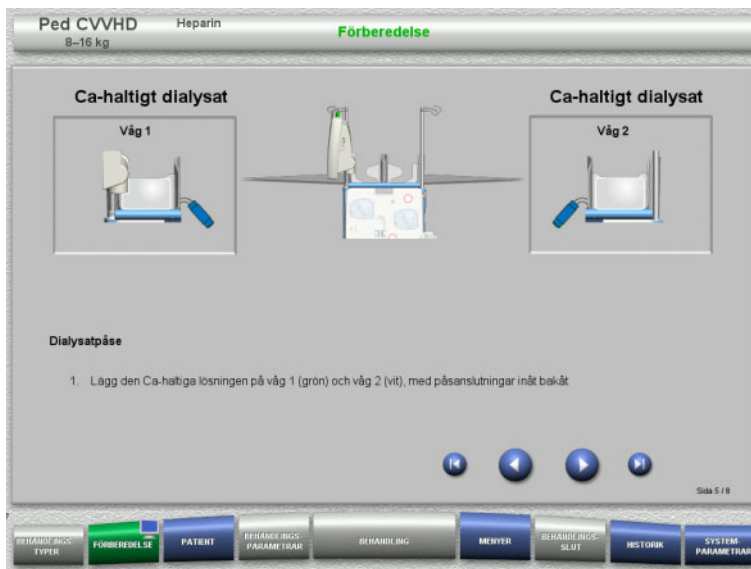 Ped CVVHD
Heparin
Förberedelse
8–16 kg
Ca-haltigt dialysat
Ca-haltigt dialysat
Våg 1
Våg 2
Dialysatpåse
1. Lägg den Ca-haltiga lösningen på våg 1 (grön) och våg 2 (vit), med påsanslutningar inåt bakåt
Sida 5 / 8
BEHANDLINGS-
TYPER
FÖRBEREDELSE
PATIENT
BEHANDLINGS-
PARAMETRAR
BEHANDLING
MENYER
BEHANDLINGS-
SLUT
HISTORIK
SYSTEM-
PARAMETRAR